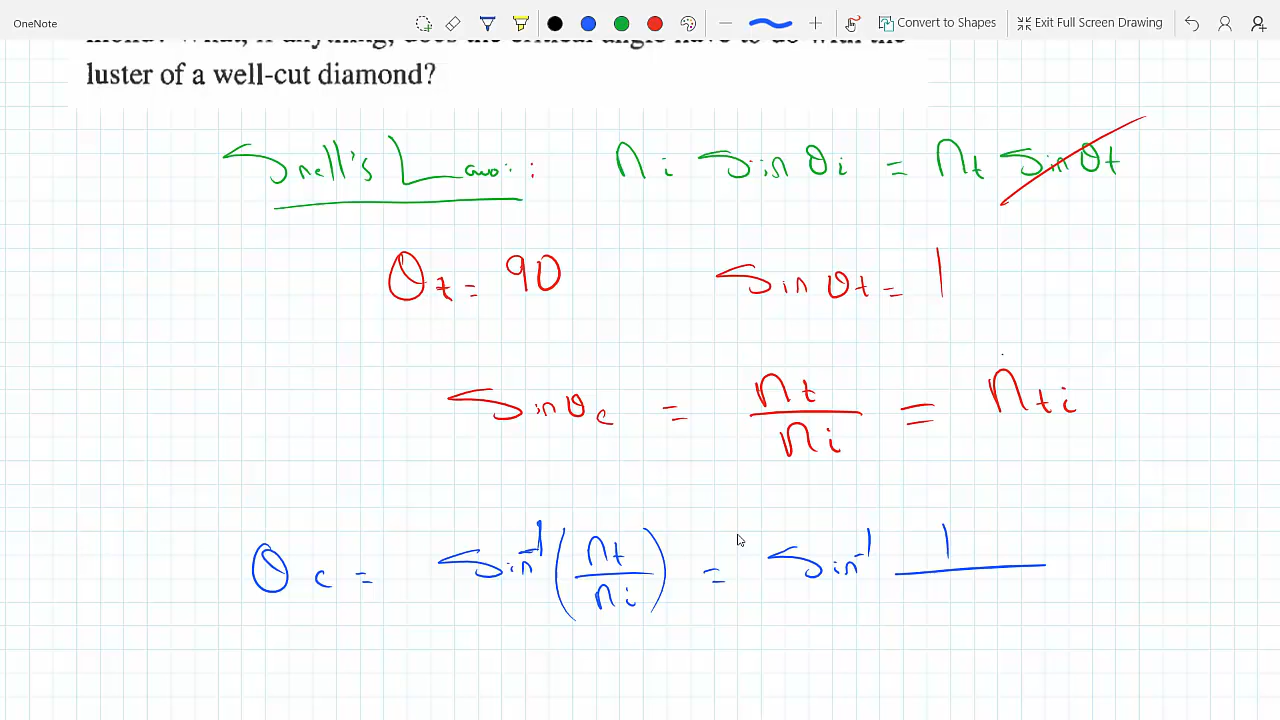 OneNote
Convert to Shapes
Exit Full Screen Drawing
luster of a well-cut diamond?
Snell's Law: : ni sin θi = nt sin θt
θt = 90 sin θt = 1
sin θc = nt/ni = nti
θc = sin⁻¹(nt/ni) = sin⁻¹ 1/